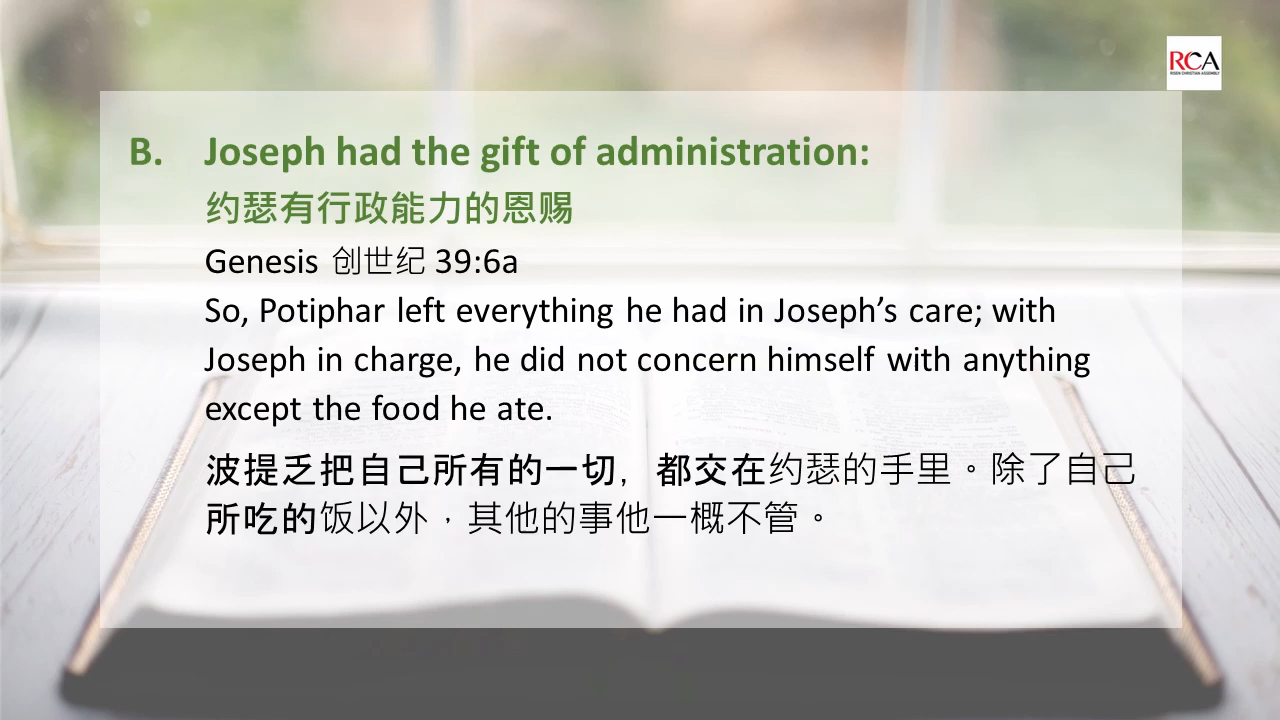 RCA
RISEN CHRISTIAN ASSEMBLY
B. Joseph had the gift of administration:
约瑟有行政能力的恩赐
Genesis 创世纪 39:6a
So, Potiphar left everything he had in Joseph’s care; with
Joseph in charge, he did not concern himself with anything
except the food he ate.
波提乏把自己所有的一切，都交在约瑟的手里。除了自己
所吃的饭以外，其他的事他一概不管。